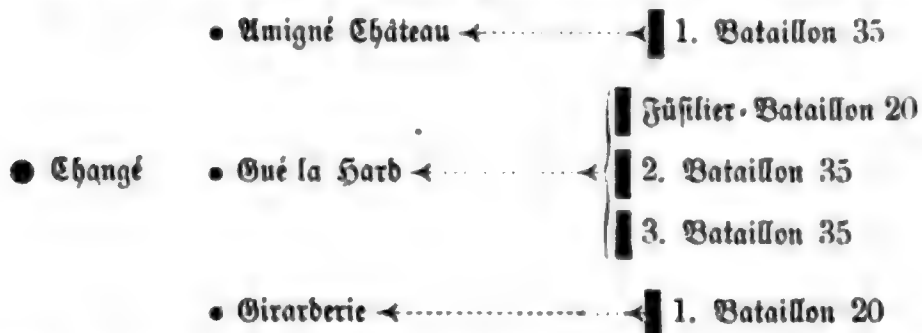 Amigné Château 1. Bataillon 35
Füsilier-Bataillon 20
Changé Gué la Hard 2. Bataillon 35
3. Bataillon 35
Girarderie 1. Bataillon 20